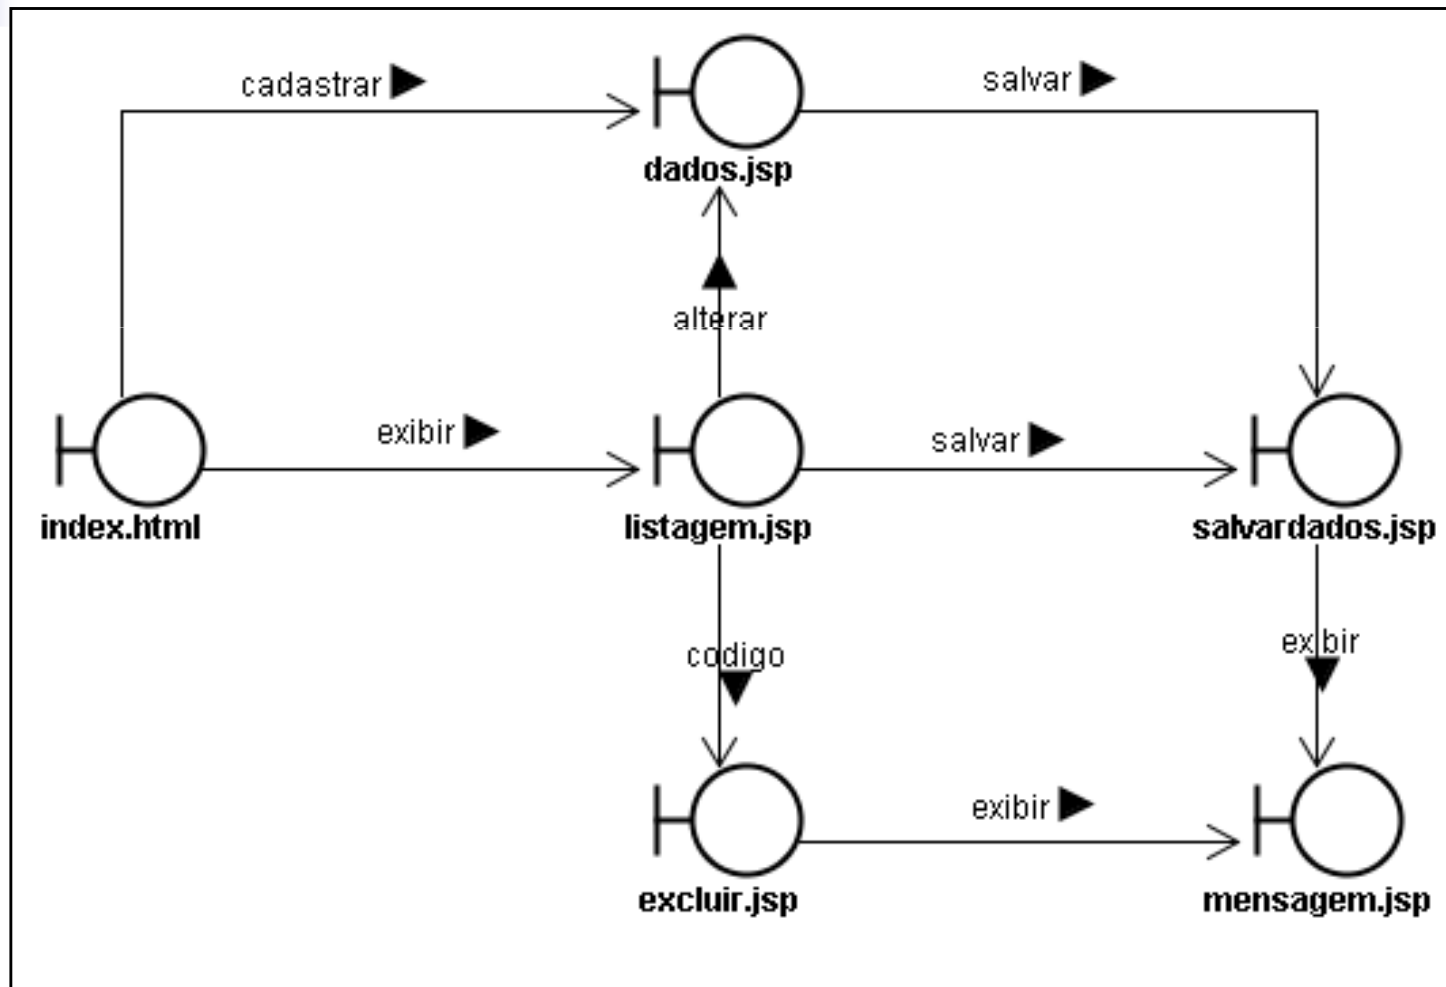 cadastrar
salvar
dados.jsp
alterar
exibir
salvar
index.html
listagem.jsp
salvardados.jsp
codigo
exibir
exibir
excluir.jsp
mensagem.jsp